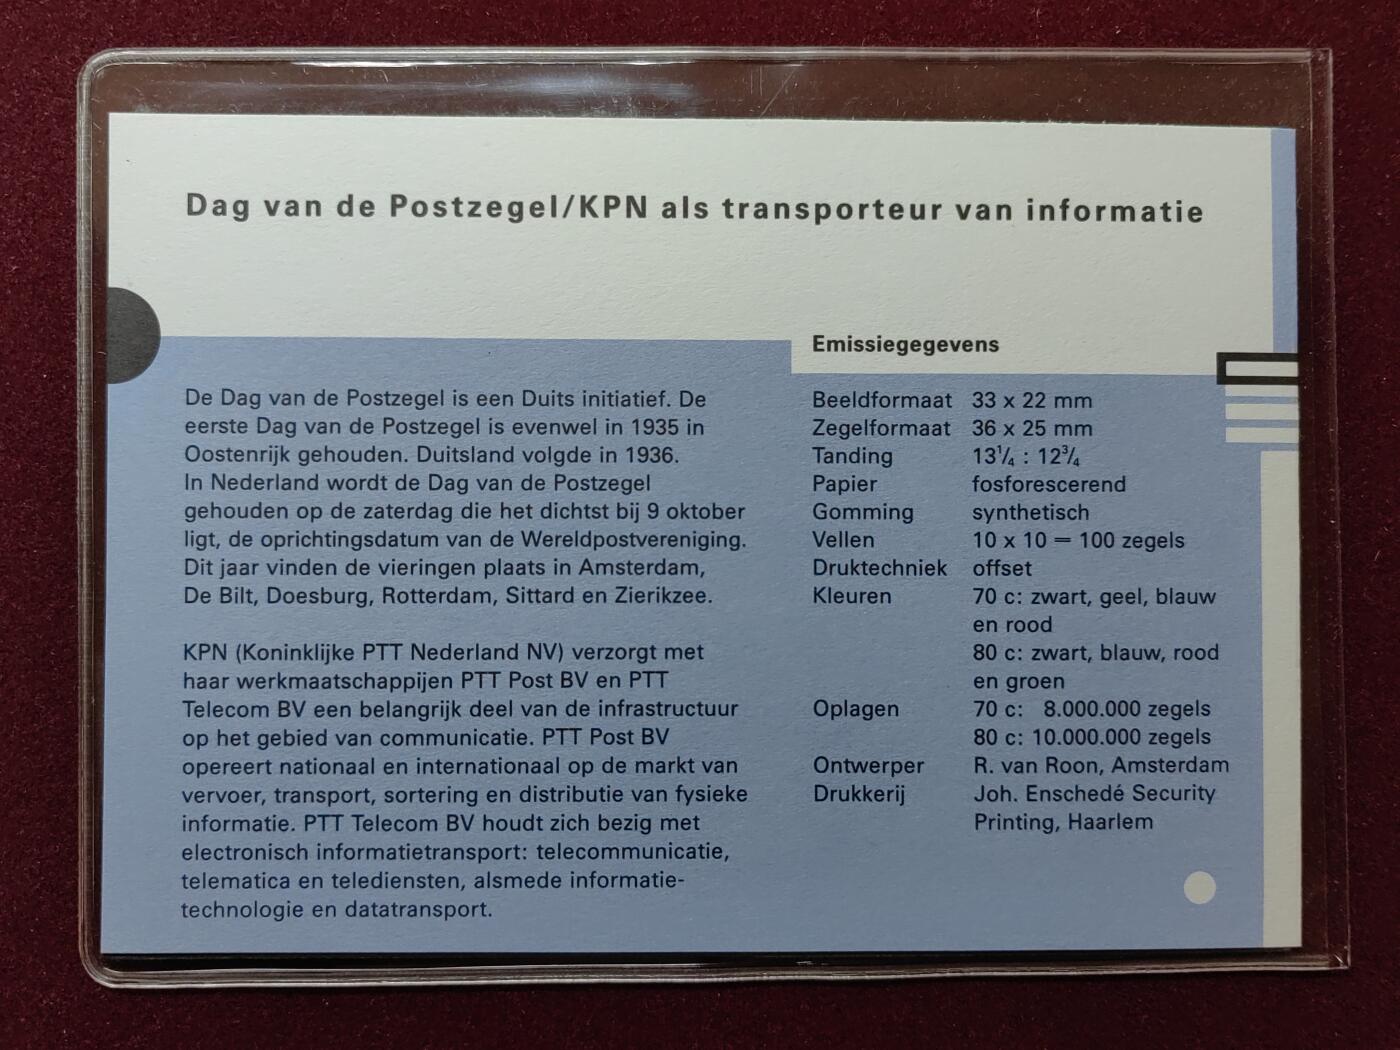 Dag van de Postzegel/KPN als transporteur van informatie
De Dag van de Postzegel is een Duits initiatief. De
eerste Dag van de Postzegel is evenwel in 1935 in
Oostenrijk gehouden. Duitsland volgde in 1936.
In Nederland wordt de Dag van de Postzegel
gehouden op de zaterdag die het dichtst bij 9 oktober
ligt, de oprichtingsdatum van de Wereldpostvereniging.
Dit jaar vinden de vieringen plaats in Amsterdam,
De Bilt, Doesburg, Rotterdam, Sittard en Zierikzee.
KPN (Koninklijke PTT Nederland NV) verzorgt met
haar werkmaatschappijen PTT Post BV en PTT
Telecom BV een belangrijk deel van de infrastructuur
op het gebied van communicatie. PTT Post BV
opereert nationaal en internationaal op de markt van
vervoer, transport, sortering en distributie van fysieke
informatie. PTT Telecom BV houdt zich bezig met
electronisch informatietransport: telecommunicatie,
telematica en telediensten, alsmede informatie-
technologie en datatransport.
Emissiegegevens
Beeldformaat 33 x 22 mm
Zegelformaat 36 x 25 mm
Tanding 13¼ : 12¾
Papier fosforescerend
Gomming synthetisch
Vellen 10 x 10 = 100 zegels
Druktechniek offset
Kleuren 70 c: zwart, geel, blauw
en rood
80 c: zwart, blauw, rood
en groen
Oplagen 70 c: 8.000.000 zegels
80 c: 10.000.000 zegels
Ontwerper R. van Roon, Amsterdam
Drukkerij Joh. Enschedé Security
Printing, Haarlem